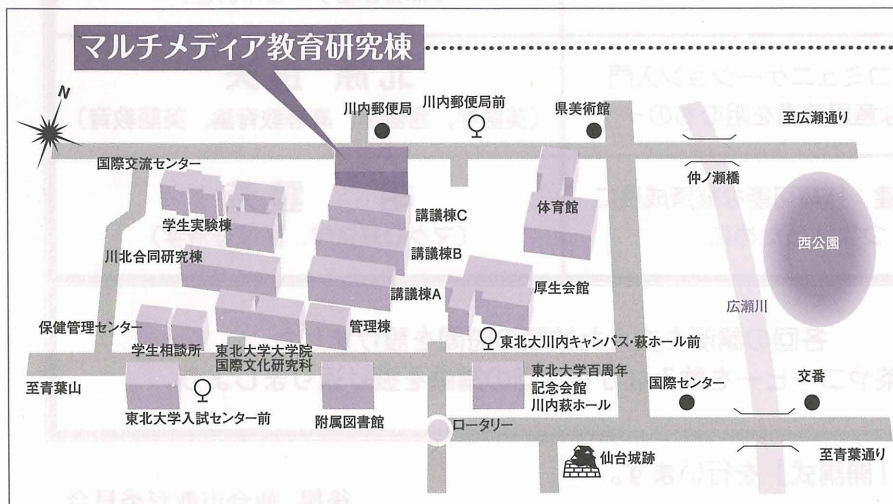 マルチメディア教育研究棟
N
川内郵便局
川内郵便局前
県美術館
至広瀬通り
国際交流センター
仲ノ瀬橋
学生実験棟
講議棟C
体育館
川北合同研究棟
講議棟B
西公園
講議棟A
厚生会館
広瀬川
保健管理センター
学生相談所
東北大学大学院
国際文化研究科
管理棟
東北大川内キャンパス・萩ホール前
至青葉山
東北大学入試センター前
附属図書館
東北大学百周年
記念会館
川内萩ホール
国際センター
交番
ロータリー
仙台城跡
至青葉通り